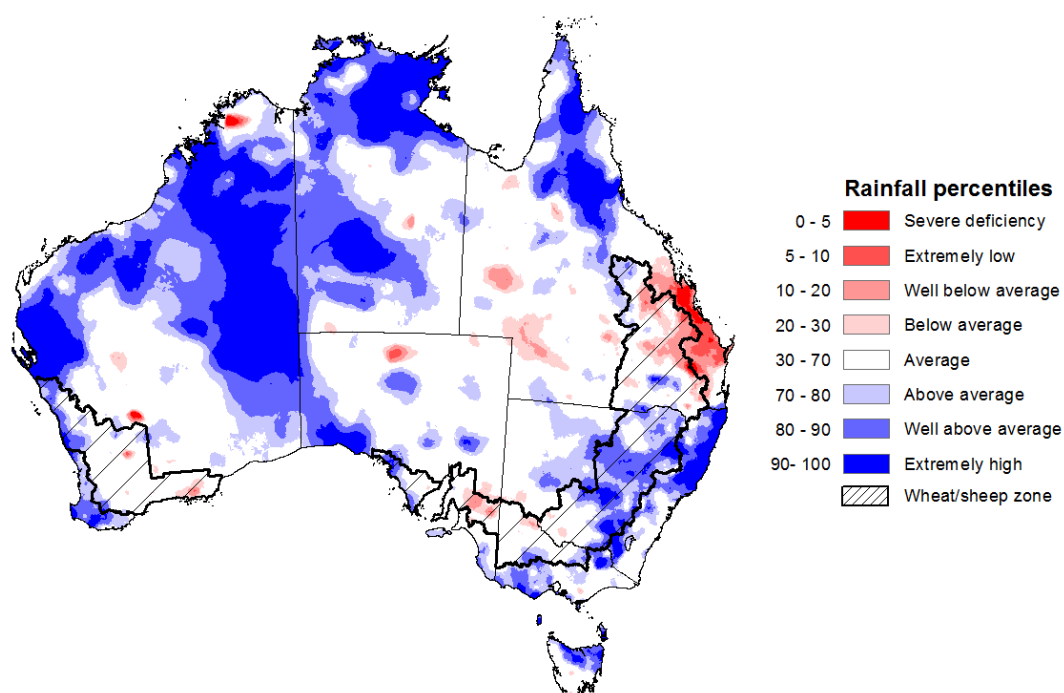 Rainfall percentiles
0 - 5 Severe deficiency
5 - 10 Extremely low
10 - 20 Well below average
20 - 30 Below average
30 - 70 Average
70 - 80 Above average
80 - 90 Well above average
90- 100 Extremely high
Wheat/sheep zone